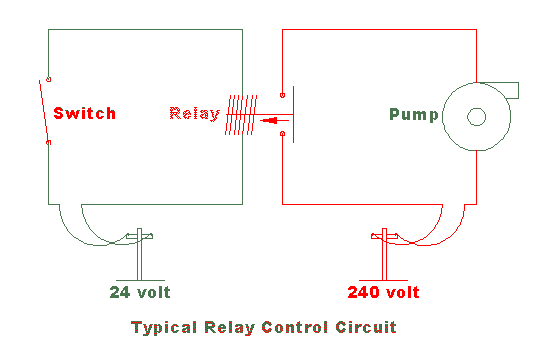 Switch
Relay
Pump
24 volt
240 volt
Typical Relay Control Circuit